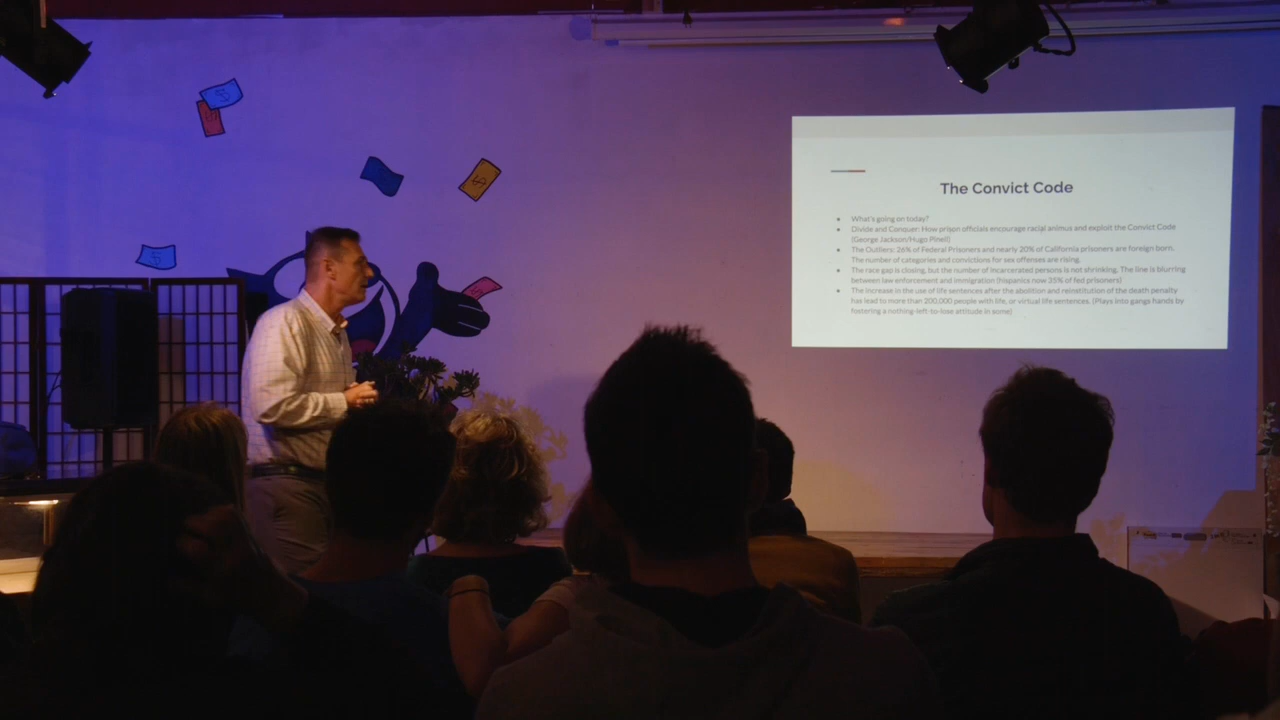 The Convict Code
What's going on today?
Divide and Conquer: How prison officials encourage racial animus and exploit the Convict Code
(George Jackson/Hugo Pinell)
The Outliers: 26% of Federal Prisoners and nearly 20% of California prisoners are foreign born.
The number of categories and convictions for sex offenses are rising.
The race gap is closing, but the number of incarcerated persons is not shrinking. The line is blurring
between law enforcement and immigration (hispanics now 35% of fed prisoners)
The increase in the use of life sentences after the abolition and reinstitution of the death penalty
has lead to more than 200,000 people with life, or virtual life sentences. (Plays into gangs hands by
fostering a nothing-left-to-lose attitude in some)